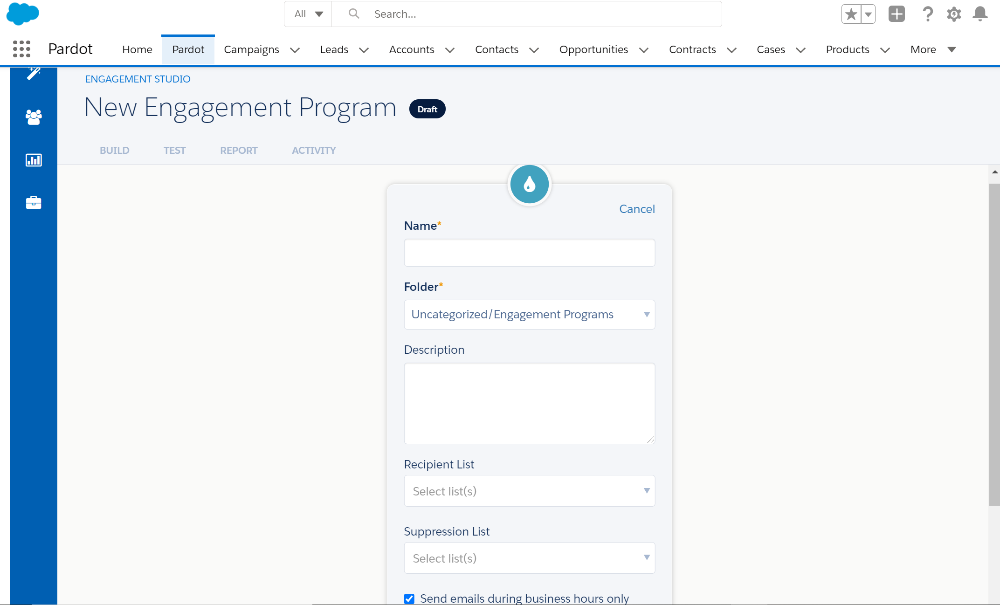 All Search...
Pardot Home Pardot Campaigns Leads Accounts Contacts Opportunities Contracts Cases Products More
ENGAGEMENT STUDIO
New Engagement Program Draft
BUILD TEST REPORT ACTIVITY
Cancel
Name*
Folder*
Uncategorized/Engagement Programs
Description
Recipient List
Select list(s)
Suppression List
Select list(s)
Send emails during business hours only